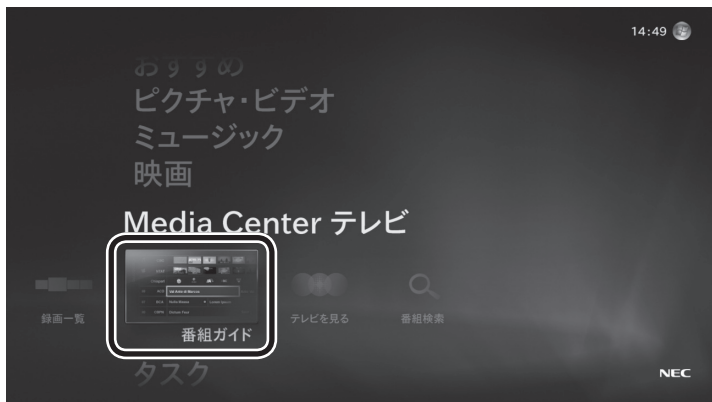 14:49
おすすめ
ピクチャ・ビデオ
ミュージック
映画
Media Center テレビ
録画一覧
番組ガイド
テレビを見る
番組検索
タスク
NEC